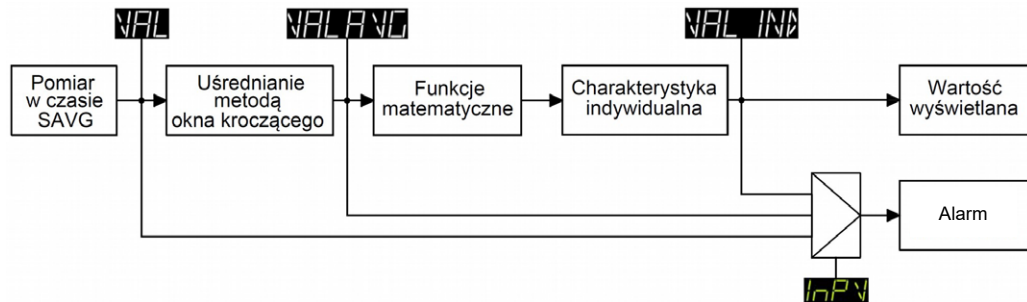 VAL
VAL AVG
VAL IND
Pomiar
w czasie
SAVG
Uśrednianie
metodą
okna kroczącego
Funkcje
matematyczne
Charakterystyka
indywidualna
Wartość
wyświetlana
Alarm
InPV